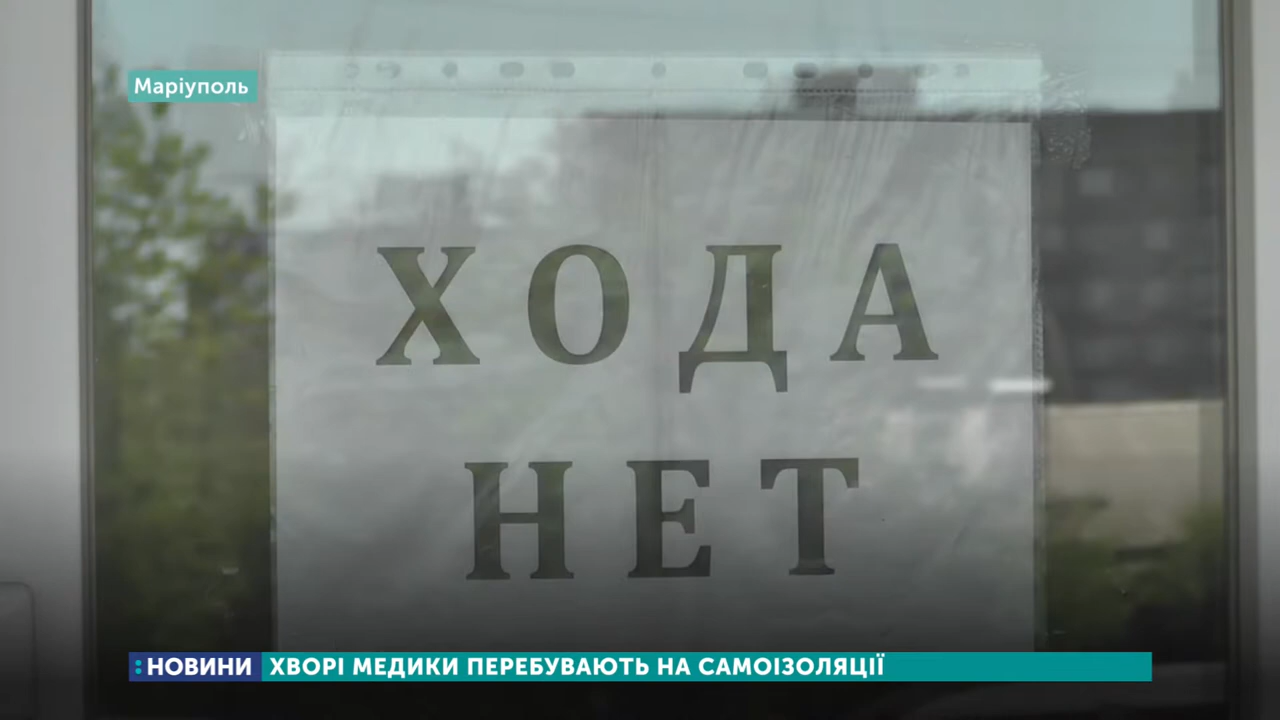 Маріуполь
ХОДА
НЕТ
:НОВИНИ ХВОРІ МЕДИКИ ПЕРЕБУВАЮТЬ НА САМОІЗОЛЯЦІЇ